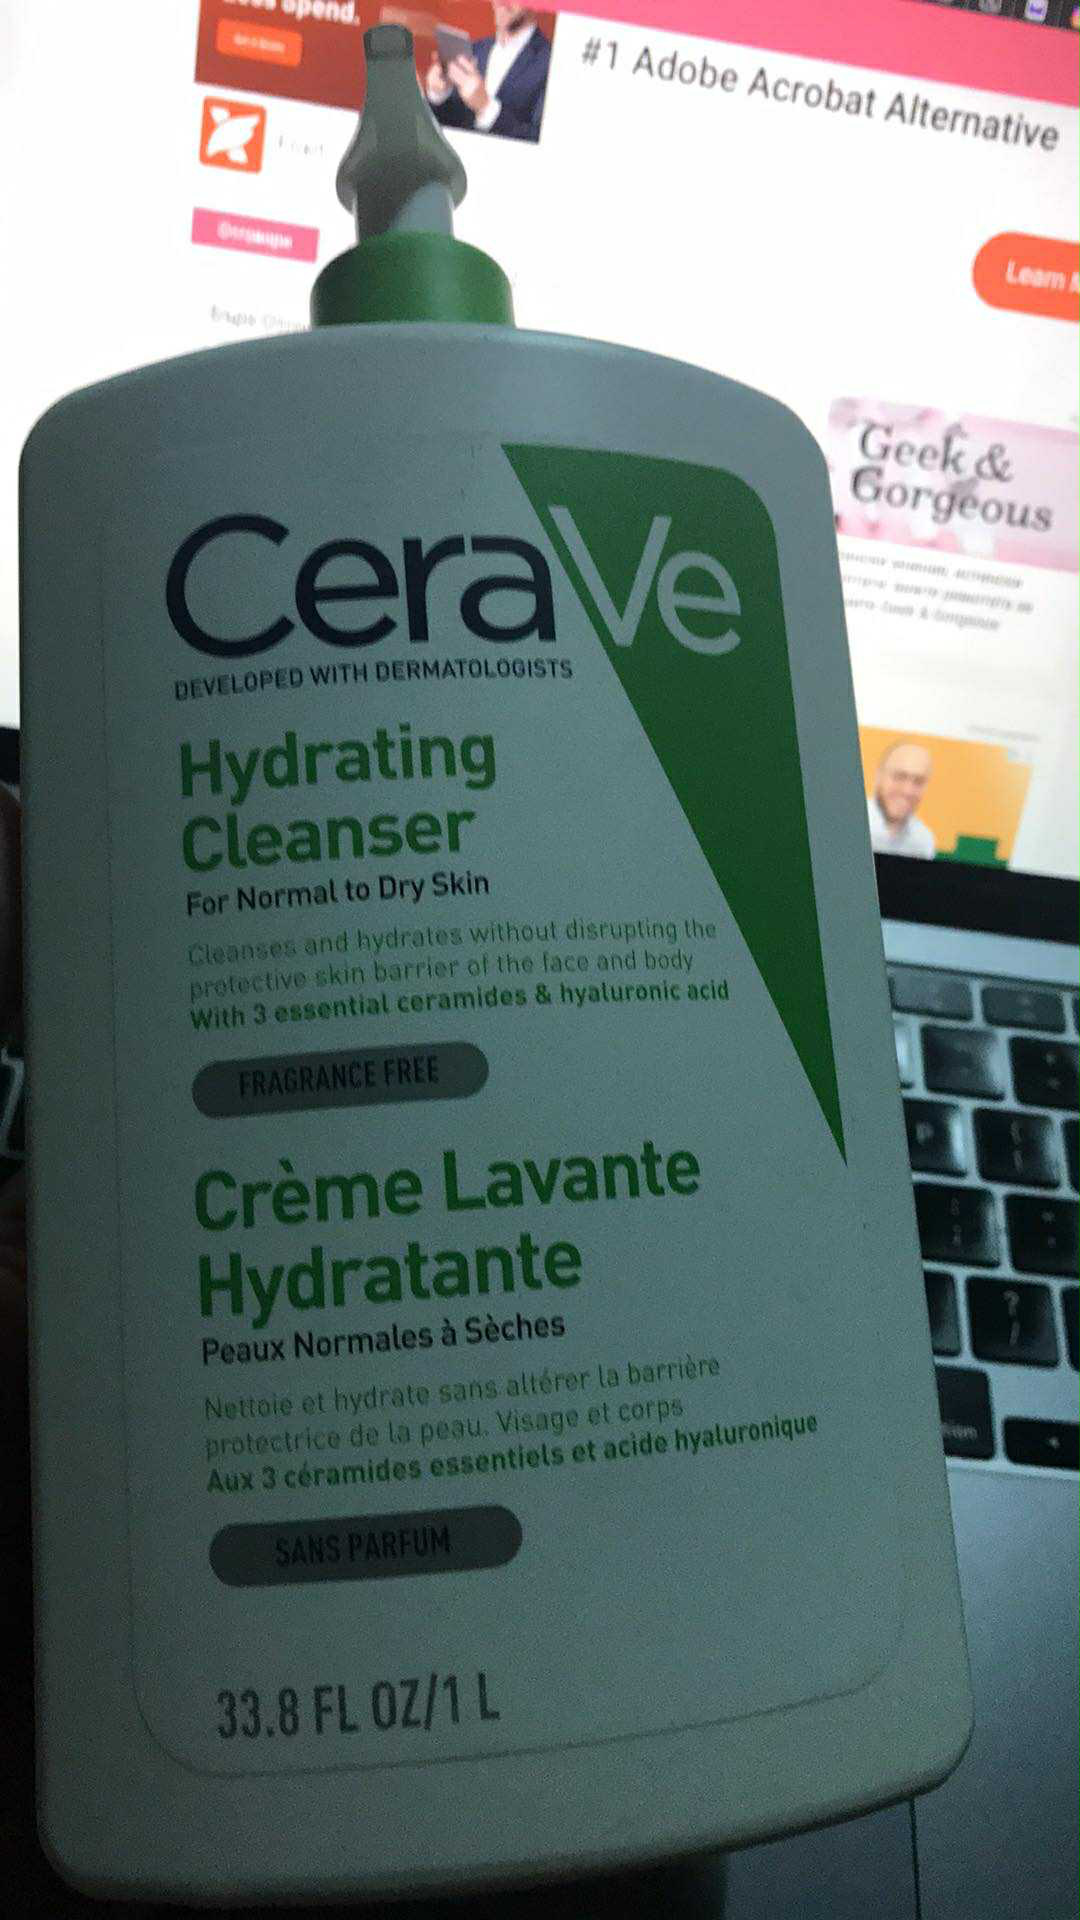 #1 Adobe Acrobat Alternative
Geek &
Gorgeous
CeraVe
DEVELOPED WITH DERMATOLOGISTS
Hydrating
Cleanser
For Normal to Dry Skin
Cleanses and hydrates without disrupting the
protective skin barrier of the face and body
With 3 essential ceramides & hyaluronic acid
FRAGRANCE FREE
Crème Lavante
Hydratante
Peaux Normales à Sèches
Nettoie et hydrate sans altérer la barrière
protectrice de la peau. Visage et corps
Aux 3 céramides essentiels et acide hyaluronique
SANS PARFUM
33.8 FL OZ/1 L
Learn